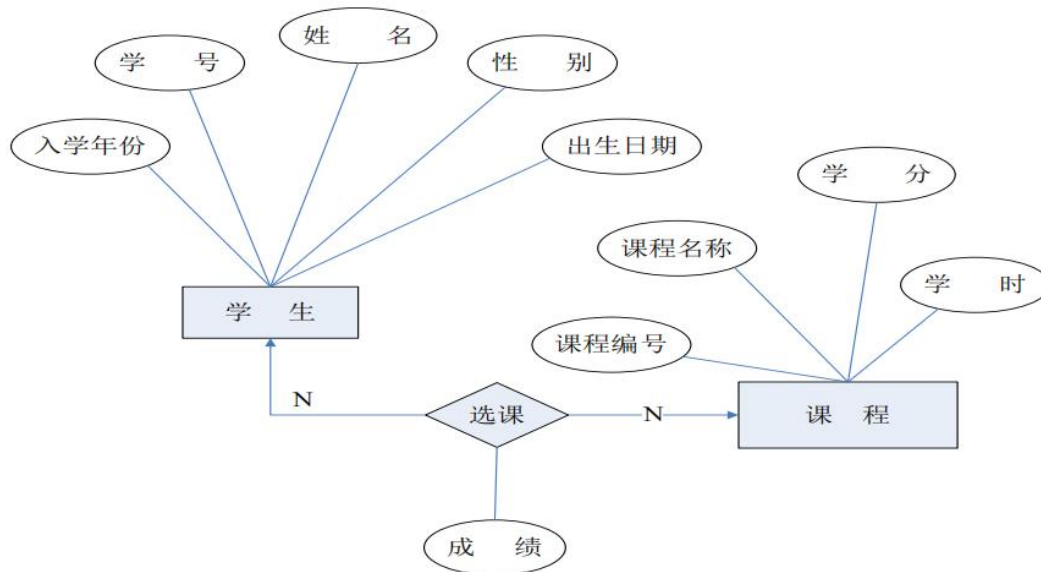 姓 名
学 号
性 别
入学年份
出生日期
学 分
课程名称
学 时
学 生
课程编号
N
选课
N
课 程
成 绩